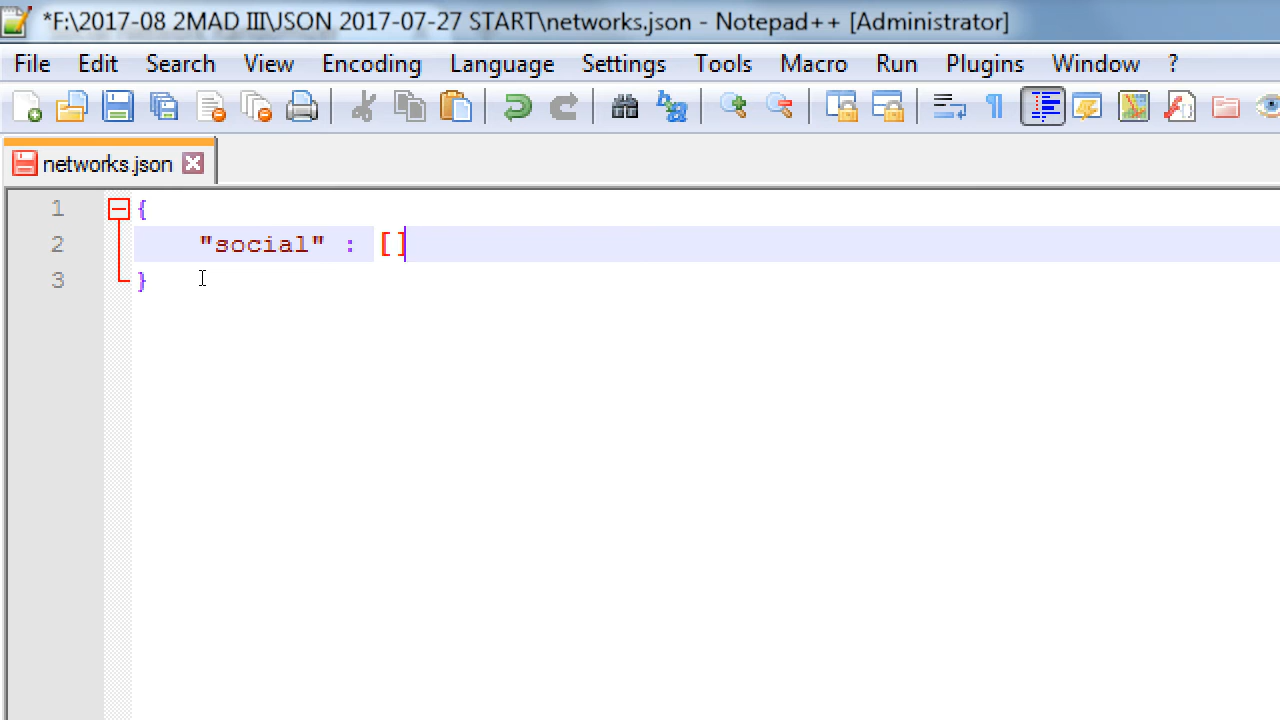 *F:\2017-08 2MAD III\JSON 2017-07-27 START\networks.json - Notepad++ [Administrator]
File Edit Search View Encoding Language Settings Tools Macro Run Plugins Window ?
networks.json
1 {
2 "social" : []
3 }